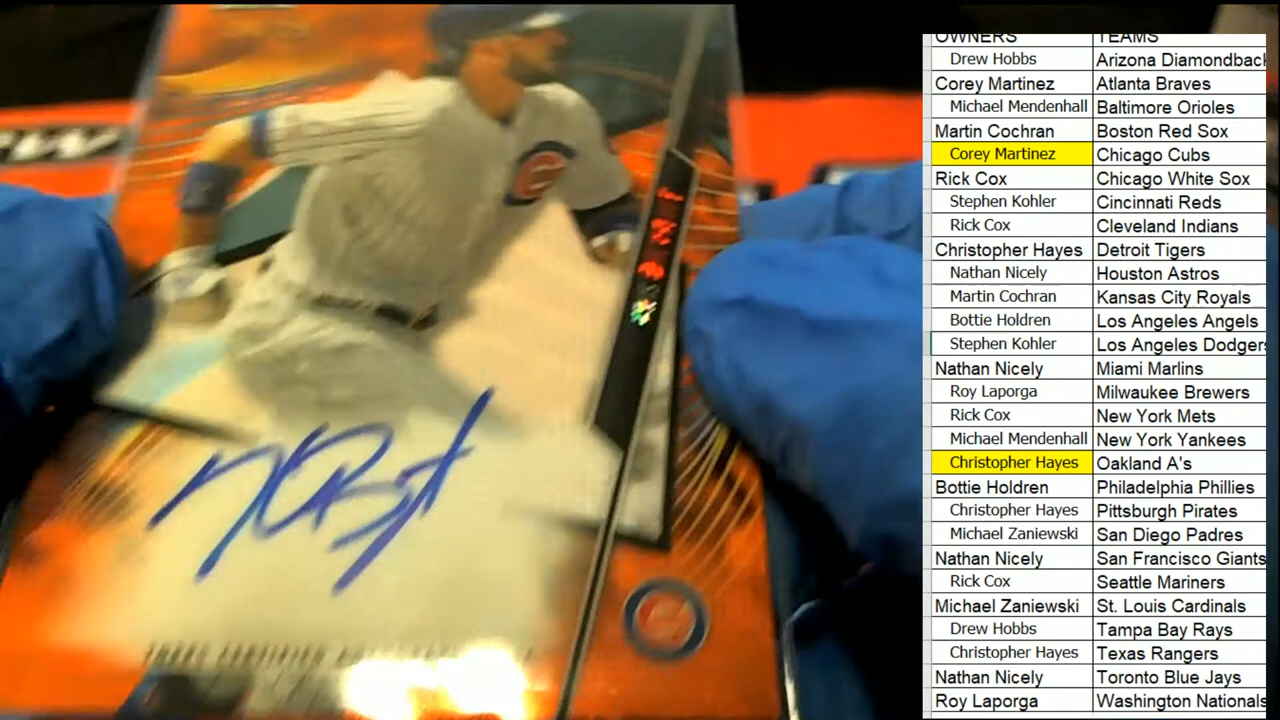 OWNERS TEAMS
Drew Hobbs Arizona Diamondback
Corey Martinez Atlanta Braves
Michael Mendenhall Baltimore Orioles
Martin Cochran Boston Red Sox
Corey Martinez Chicago Cubs
Rick Cox Chicago White Sox
Stephen Kohler Cincinnati Reds
Rick Cox Cleveland Indians
Christopher Hayes Detroit Tigers
Nathan Nicely Houston Astros
Martin Cochran Kansas City Royals
Bottie Holdren Los Angeles Angels
Stephen Kohler Los Angeles Dodgers
Nathan Nicely Miami Marlins
Roy Laporga Milwaukee Brewers
Rick Cox New York Mets
Michael Mendenhall New York Yankees
Christopher Hayes Oakland A's
Bottie Holdren Philadelphia Phillies
Christopher Hayes Pittsburgh Pirates
Michael Zaniewski San Diego Padres
Nathan Nicely San Francisco Giants
Rick Cox Seattle Mariners
Michael Zaniewski St. Louis Cardinals
Drew Hobbs Tampa Bay Rays
Christopher Hayes Texas Rangers
Nathan Nicely Toronto Blue Jays
Roy Laporga Washington Nationals